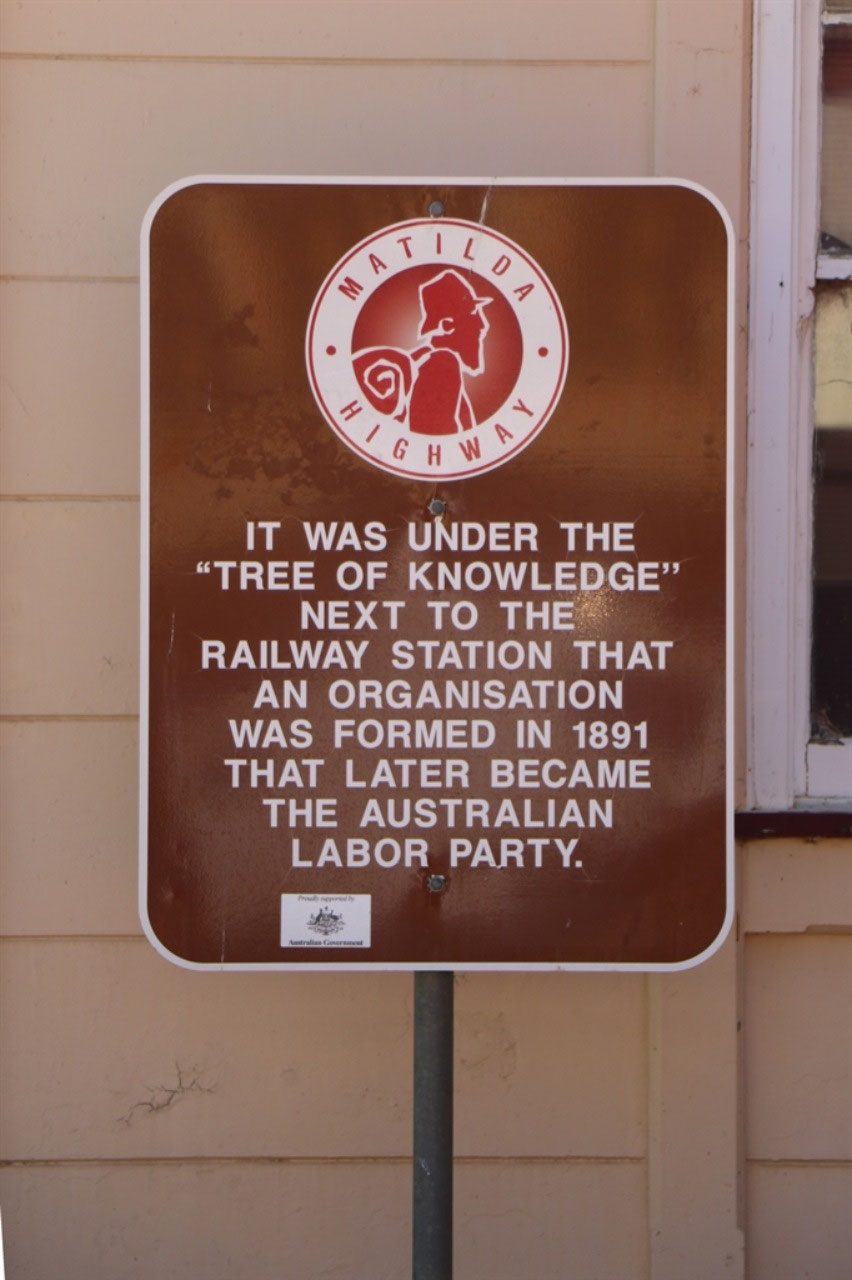 MATILDA
HIGHWAY
IT WAS UNDER THE
“TREE OF KNOWLEDGE”
NEXT TO THE
RAILWAY STATION THAT
AN ORGANISATION
WAS FORMED IN 1891
THAT LATER BECAME
THE AUSTRALIAN
LABOR PARTY.
Proudly supported by
Australian Government